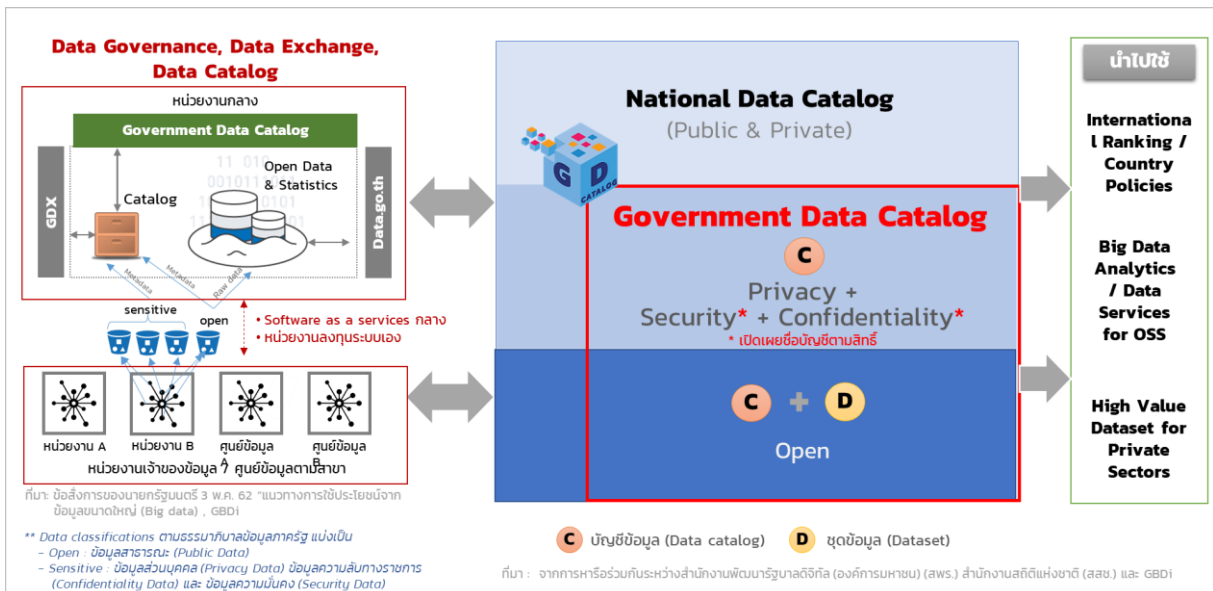 Data Governance, Data Exchange,
Data Catalog
หน่วยงานกลาง
Government Data Catalog
GDX
Catalog
Open Data
& Statistics
Data.go.th
Metadata
Metadata
Raw data
sensitive
open
• Software as a services กลาง
• หน่วยงานลงทุนระบบเอง
หน่วยงาน A
หน่วยงาน B
ศูนย์ข้อมูล
A
ศูนย์ข้อมูล
B
หน่วยงานเจ้าของข้อมูล / ศูนย์ข้อมูลตามสาขา
ที่มา: ข้อสั่งการของนายกรัฐมนตรี 3 พ.ค. 62 "แนวทางการใช้ประโยชน์จาก
ข้อมูลขนาดใหญ่ (Big data) , GBDi
** Data classifications ตามธรรมาภิบาลข้อมูลภาครัฐ แบ่งเป็น
- Open : ข้อมูลสาธารณะ (Public Data)
- Sensitive : ข้อมูลส่วนบุคคล (Privacy Data) ข้อมูลความลับทางราชการ
(Confidentiality Data) และ ข้อมูลความมั่นคง (Security Data)
National Data Catalog
(Public & Private)
G D
CATALOG
Government Data Catalog
C
Privacy +
Security* + Confidentiality*
* เปิดเผยชื่อบัญชีตามสิทธิ์
C + D
Open
C บัญชีข้อมูล (Data catalog) D ชุดข้อมูล (Dataset)
ที่มา : จากการหารือร่วมกันระหว่างสำนักงานพัฒนารัฐบาลดิจิทัล (องค์การมหาชน) (สพร.) สำนักงานสถิติแห่งชาติ (สสช.) และ GBDi
นำไปใช้
Internationa
l Ranking /
Country
Policies
Big Data
Analytics
/ Data
Services
for OSS
High Value
Dataset for
Private
Sectors